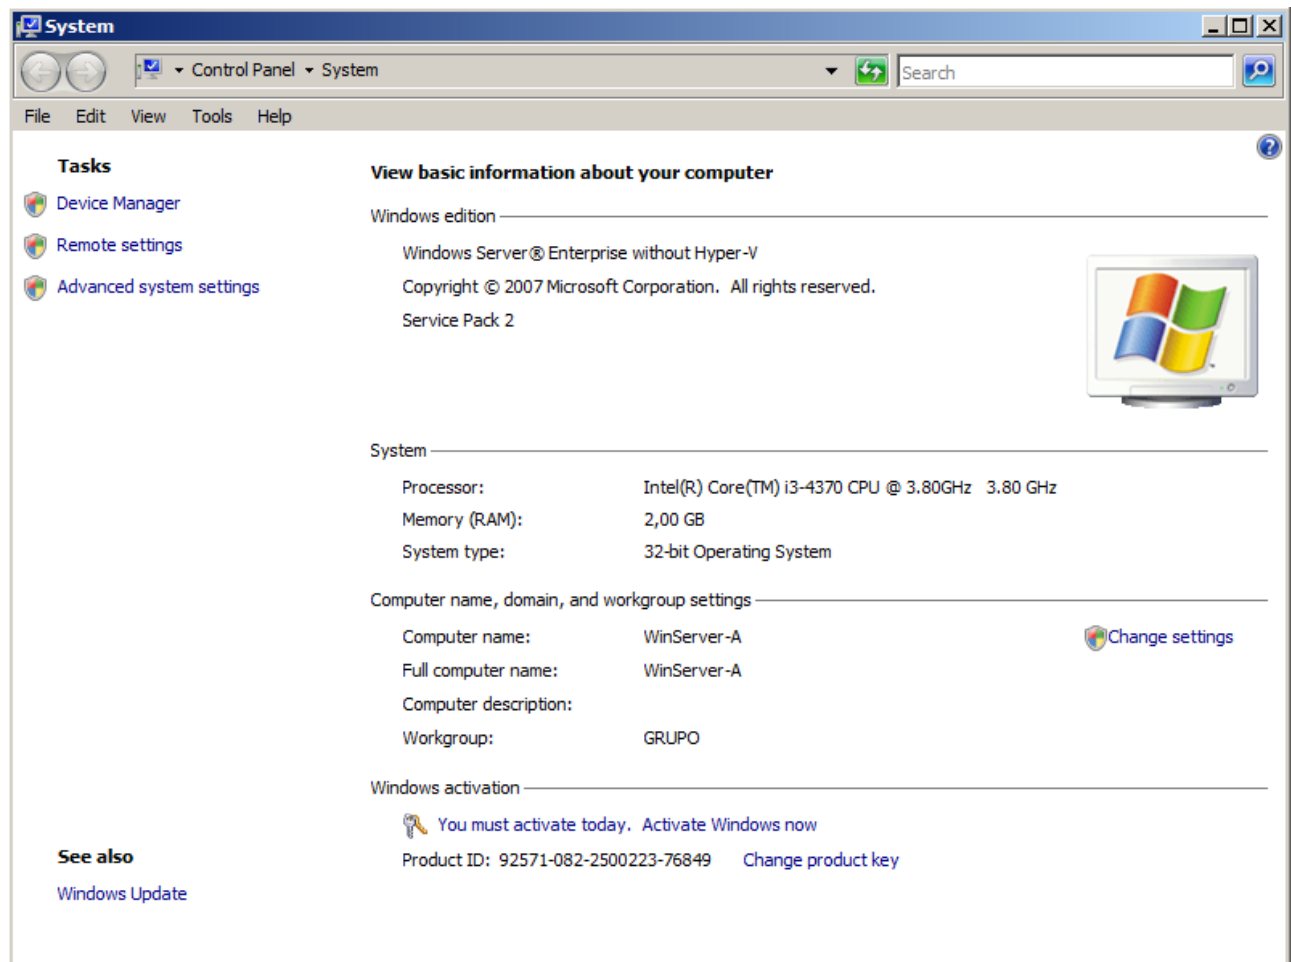 System
Control Panel System
Search
File Edit View Tools Help
Tasks
Device Manager
Remote settings
Advanced system settings
View basic information about your computer
Windows edition
Windows Server® Enterprise without Hyper-V
Copyright © 2007 Microsoft Corporation.  All rights reserved.
Service Pack 2
System
Processor: Intel(R) Core(TM) i3-4370 CPU @ 3.80GHz   3.80 GHz
Memory (RAM): 2,00 GB
System type: 32-bit Operating System
Computer name, domain, and workgroup settings
Computer name: WinServer-A Change settings
Full computer name: WinServer-A
Computer description:
Workgroup: GRUPO
Windows activation
You must activate today.  Activate Windows now
Product ID: 92571-082-2500223-76849 Change product key
See also
Windows Update